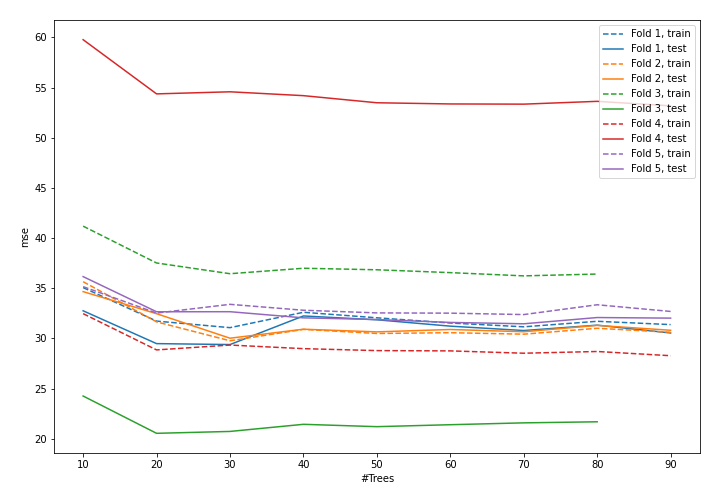 60
55
50
45
40
35
30
25
20
mse
10 20 30 40 50 60 70 80 90
#Trees
Fold 1, train
Fold 1, test
Fold 2, train
Fold 2, test
Fold 3, train
Fold 3, test
Fold 4, train
Fold 4, test
Fold 5, train
Fold 5, test